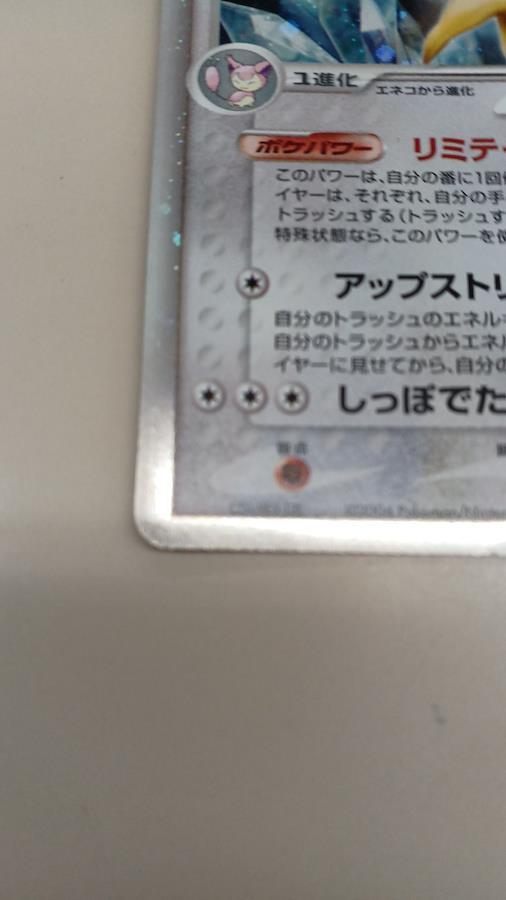 1進化
エネコから進化
ポケパワー リミテ
このパワーは、自分の番に1回
イヤーは、それぞれ、自分の手
トラッシュする(トラッシュす
特殊状態なら、このパワーを使
アップストリ
自分のトラッシュのエネルギ
自分のトラッシュからエネル
イヤーに見せてから、自分の
しっぽでた
弱点
©2004 Pokémon/Ninten